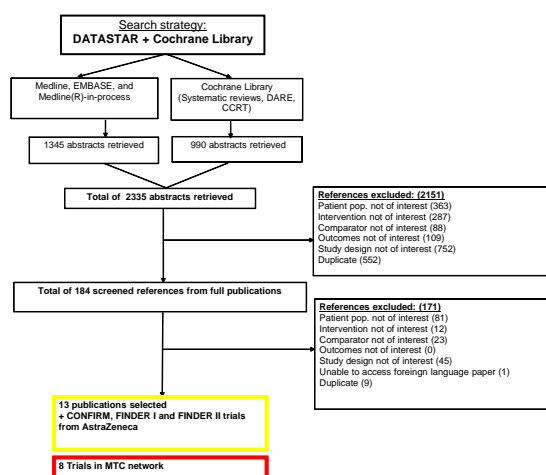 Search strategy:
DATASTAR + Cochrane Library
Medline, EMBASE, and
Medline(R)-in-process
Cochrane Library
(Systematic reviews, DARE,
CCRT)
1345 abstracts retrieved
990 abstracts retrieved
Total of 2335 abstracts retrieved
References excluded: (2151)
Patient pop. not of interest (363)
Intervention not of interest (287)
Comparator not of interest (88)
Outcomes not of interest (109)
Study design not of interest (752)
Duplicate (552)
Total of 184 screened references from full publications
References excluded: (171)
Patient pop. not of interest (81)
Intervention not of interest (12)
Comparator not of interest (23)
Outcomes not of interest (0)
Study design not of interest (45)
Unable to access foreingn language paper (1)
Duplicate (9)
13 publications selected
+ CONFIRM, FINDER I and FINDER II trials
from AstraZeneca
8 Trials in MTC network